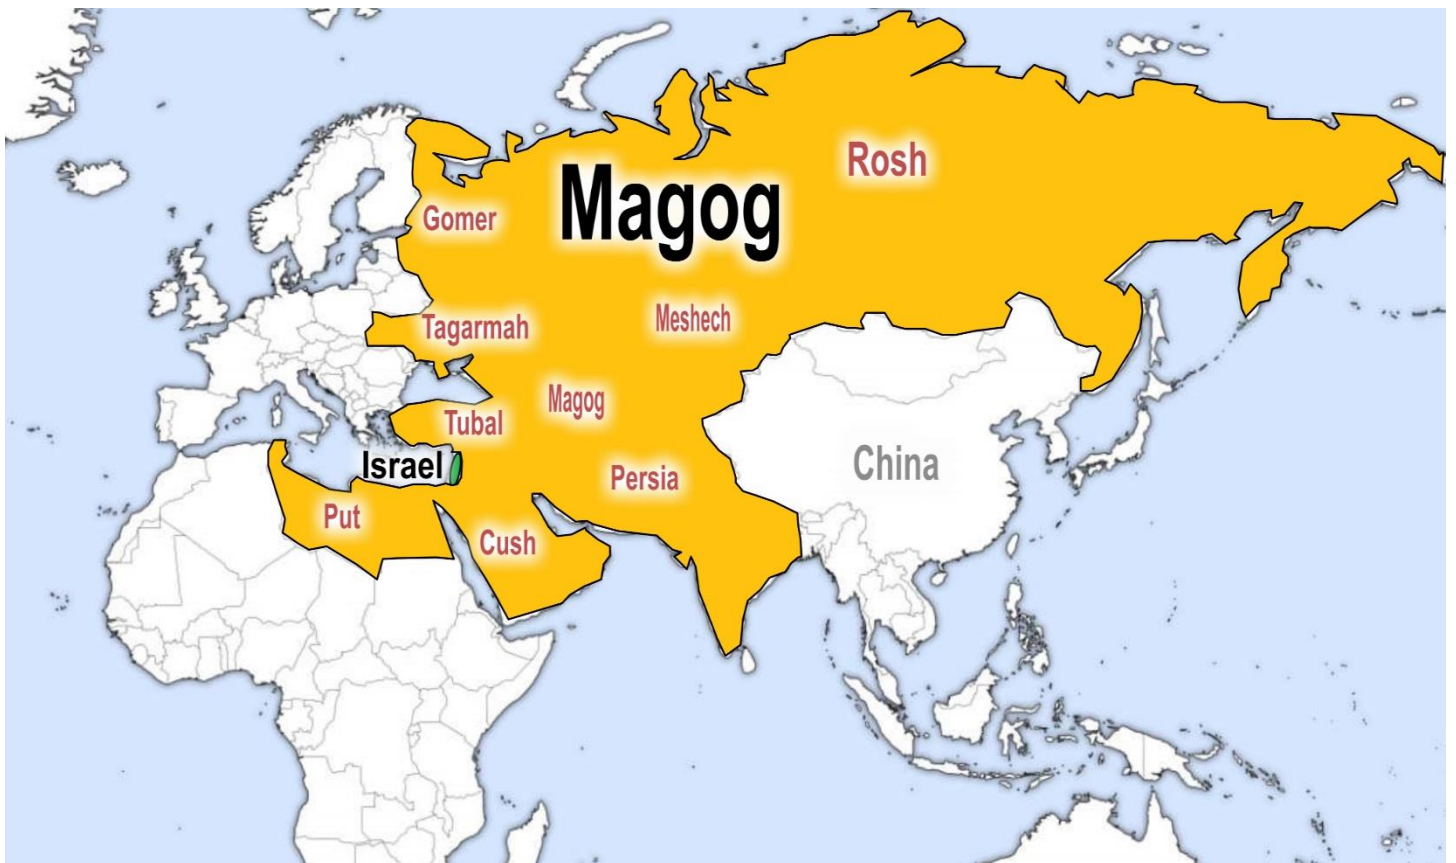 Rosh
Magog
Gomer
Meshech
Tagarmah
Magog
Tubal
Israel
China
Persia
Put
Cush